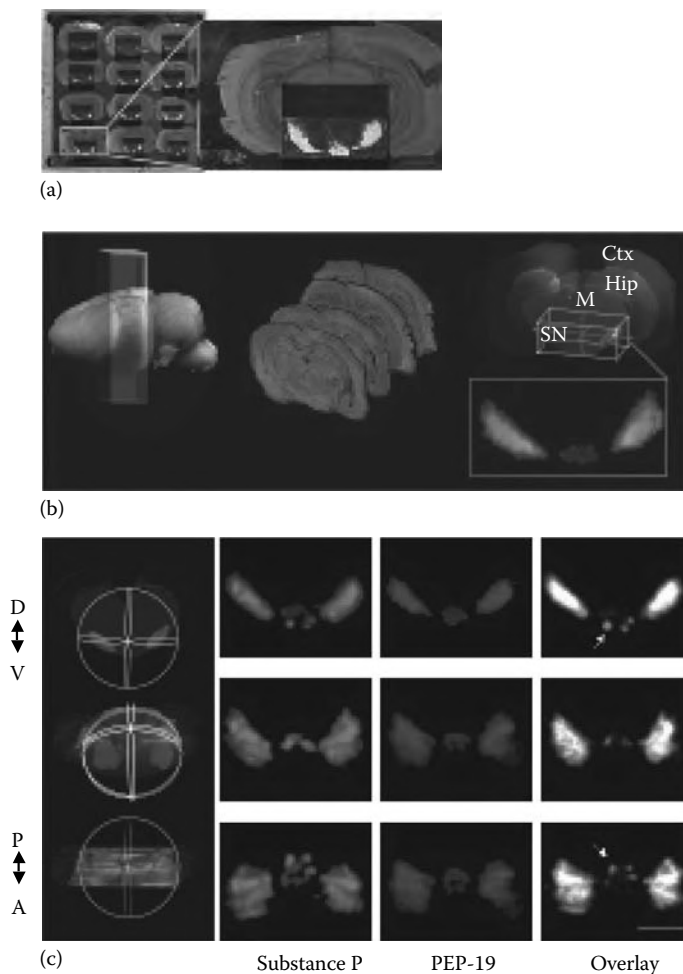 (a)
Ctx
Hip
M
SN
(b)
D
V
P
A
(c)
Substance P
PEP-19
Overlay